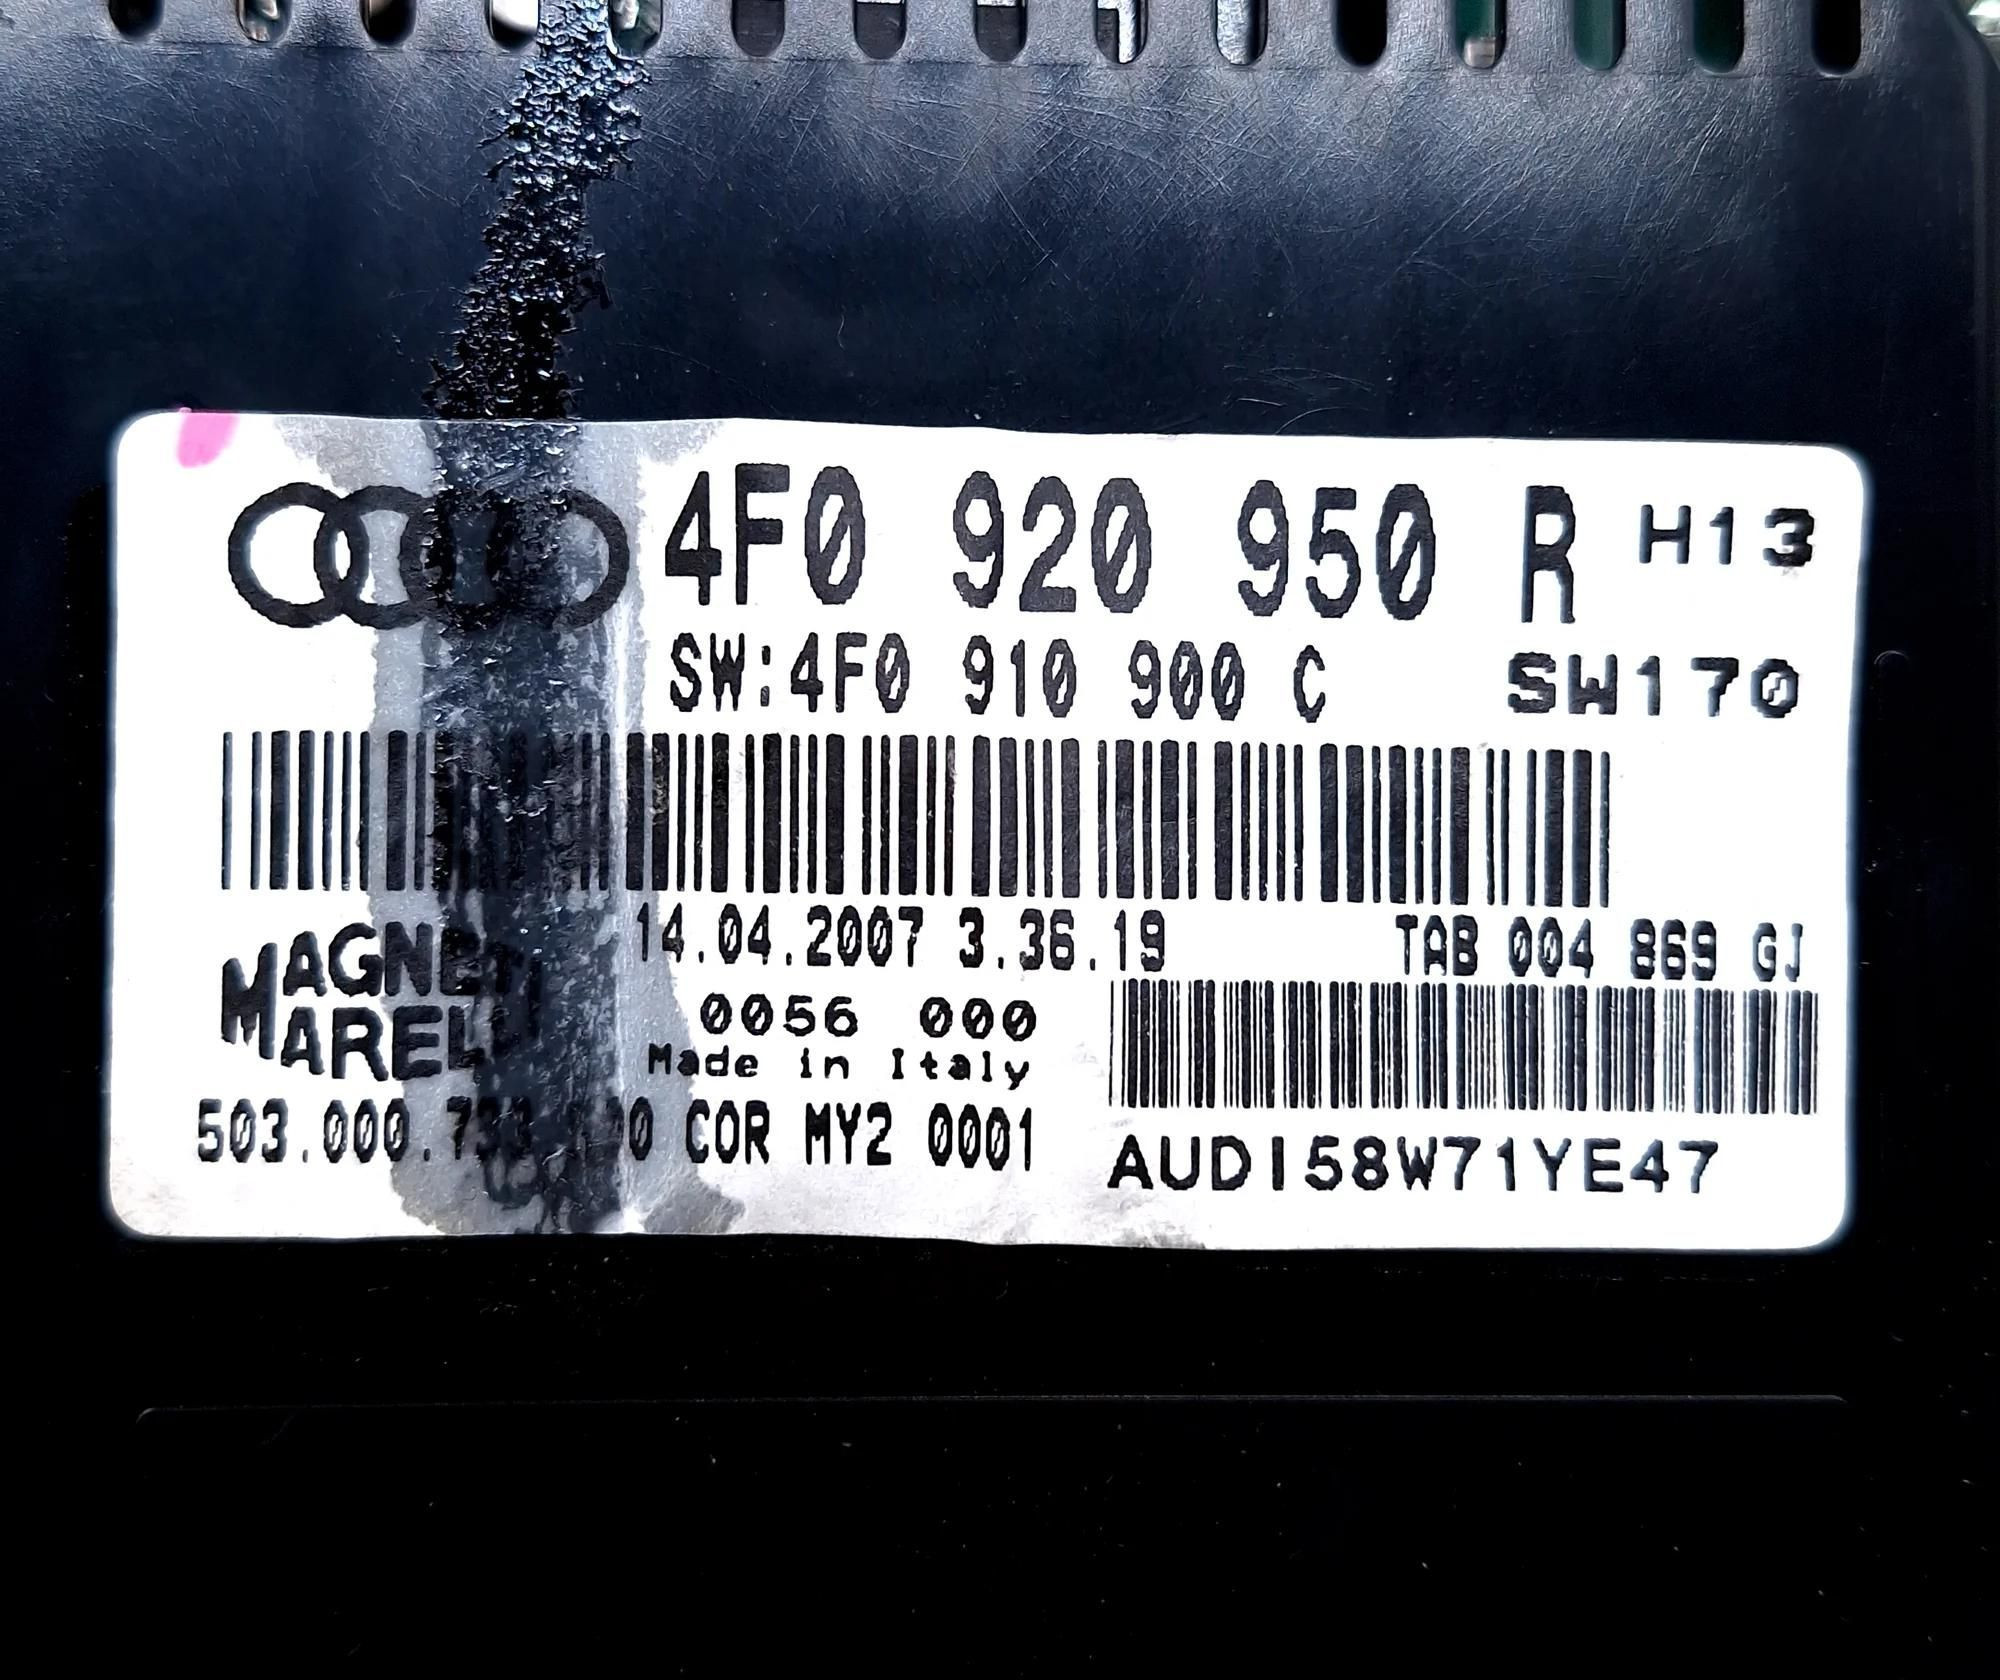 4F0 920 950 R H13
SW:4F0 910 900 C SW170
14.04.2007 3.36.19 TAB 004 869 GJ
MAGNETI
MARELLI
0056 000
Made in Italy
COR MY2 0001
AUDI58W71YE47